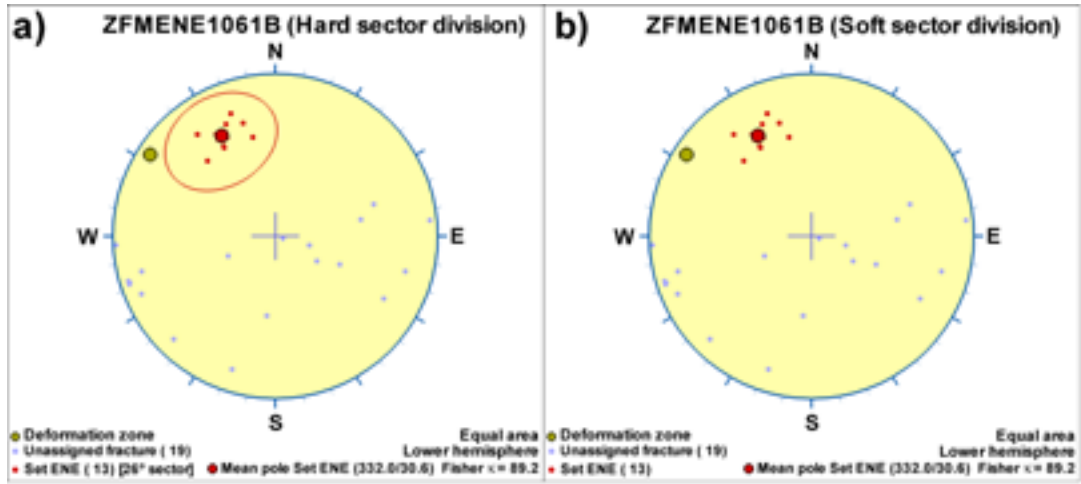 a) ZFMENE1061B (Hard sector division)
N
W E
S
Deformation zone Equal area
Unassigned fracture ( 19) Lower hemisphere
Set ENE ( 13) [26° sector] Mean pole Set ENE (332.0/30.6) Fisher κ = 89.2
b) ZFMENE1061B (Soft sector division)
N
W E
S
Deformation zone Equal area
Unassigned fracture ( 19) Lower hemisphere
Set ENE ( 13) Mean pole Set ENE (332.0/30.6) Fisher κ = 89.2